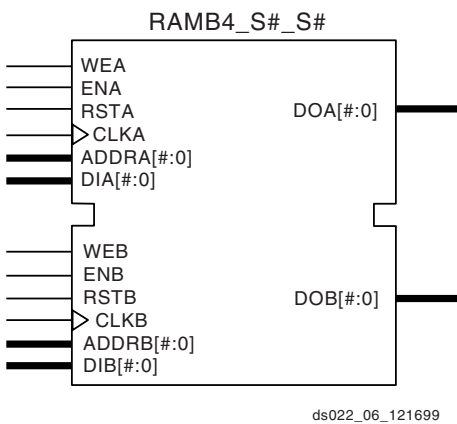 RAMB4_S#_S#
WEA
ENA
RSTA
DOA[#:0]
CLKA
ADDRA[#:0]
DIA[#:0]
WEB
ENB
RSTB
DOB[#:0]
CLKB
ADDRB[#:0]
DIB[#:0]
ds022_06_121699